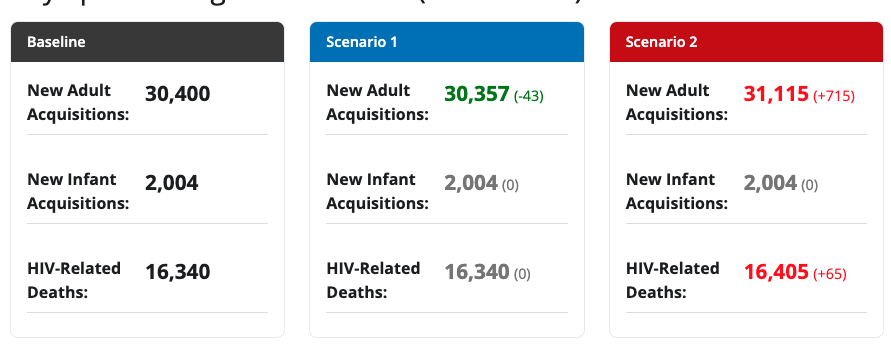 Baseline
New Adult
Acquisitions:
30,400
New Infant
Acquisitions:
2,004
HIV-Related
Deaths:
16,340
Scenario 1
New Adult
Acquisitions:
30,357 (-43)
New Infant
Acquisitions:
2,004 (0)
HIV-Related
Deaths:
16,340 (0)
Scenario 2
New Adult
Acquisitions:
31,115 (+715)
New Infant
Acquisitions:
2,004 (0)
HIV-Related
Deaths:
16,405 (+65)